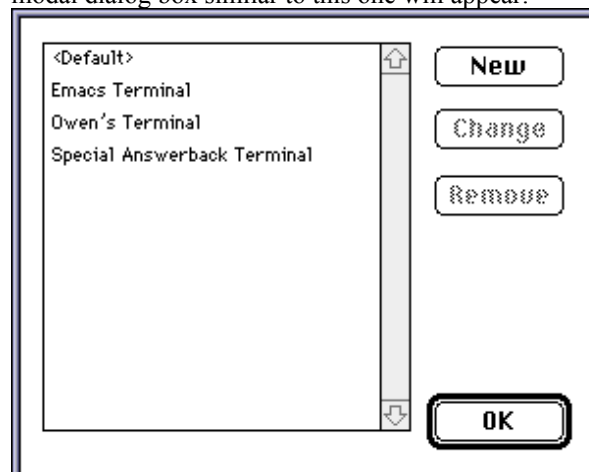 modal dialog box similar to this one will appear:
<Default>
Emacs Terminal
Owen's Terminal
Special Answerback Terminal
New
Change
Remove
OK